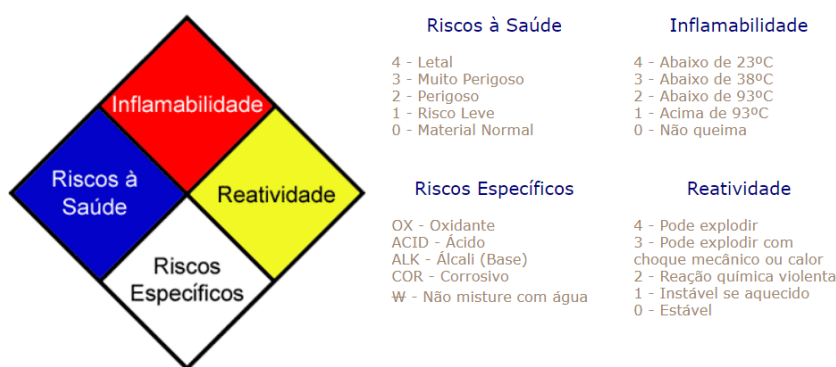 Inflamabilidade
Riscos à
Saúde
Reatividade
Riscos
Específicos
Riscos à Saúde
4 - Letal
3 - Muito Perigoso
2 - Perigoso
1 - Risco Leve
0 - Material Normal
Inflamabilidade
4 - Abaixo de 23ºC
3 - Abaixo de 38ºC
2 - Abaixo de 93ºC
1 - Acima de 93ºC
0 - Não queima
Riscos Específicos
OX - Oxidante
ACID - Ácido
ALK - Álcali (Base)
COR - Corrosivo
W̶ - Não misture com água
Reatividade
4 - Pode explodir
3 - Pode explodir com
choque mecânico ou calor
2 - Reação química violenta
1 - Instável se aquecido
0 - Estável